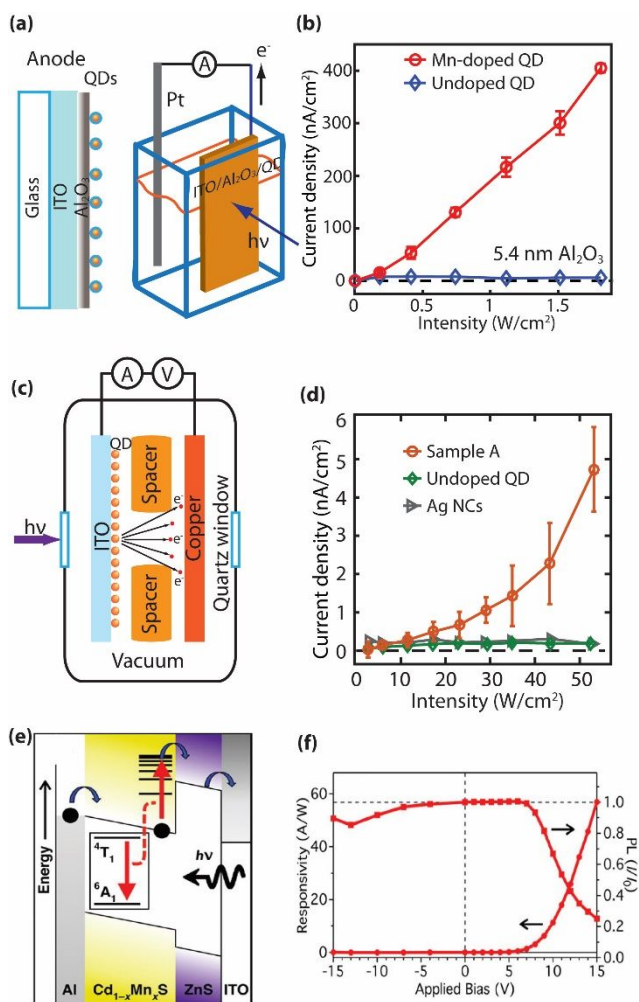 (a)
Anode
QDs
Glass
ITO
Al₂O₃
Pt
A
e⁻
ITO/Al₂O₃/QD
hν
(b)
Current density (nA/cm²)
400
300
200
100
0
Mn-doped QD
Undoped QD
5.4 nm Al₂O₃
0 0.5 1 1.5
Intensity (W/cm²)
(c)
A V
QD
hν
ITO
Spacer
Spacer
e⁻
e⁻
e⁻
Copper
Quartz window
Vacuum
(d)
Current density (nA/cm²)
6
5
4
3
2
1
0
Sample A
Undoped QD
Ag NCs
0 10 20 30 40 50
Intensity (W/cm²)
(e)
Energy
⁴T₁
⁶A₁
hν
Al Cd₁₋ₓMnₓS ZnS ITO
(f)
Responsivity (A/W)
60
40
20
0
1.0
0.8
0.6
0.4
0.2
0.0
PL (I/I₀)
-15 -10 -5 0 5 10 15
Applied Bias (V)